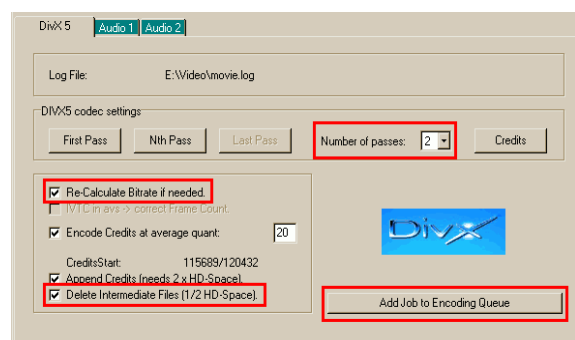 DivX 5 Audio 1 Audio 2
Log File: E:\Video\movie.log
DIVX5 codec settings
First Pass Nth Pass Last Pass Number of passes: 2 Credits
Re-Calculate Bitrate if needed.
IVTC in avs -> correct Frame Count.
Encode Credits at average quant: 20
CreditsStart: 115689/120432
Append Credits (needs 2 x HD-Space).
Delete Intermediate Files (1/2 HD-Space).
DivX
Add Job to Encoding Queue